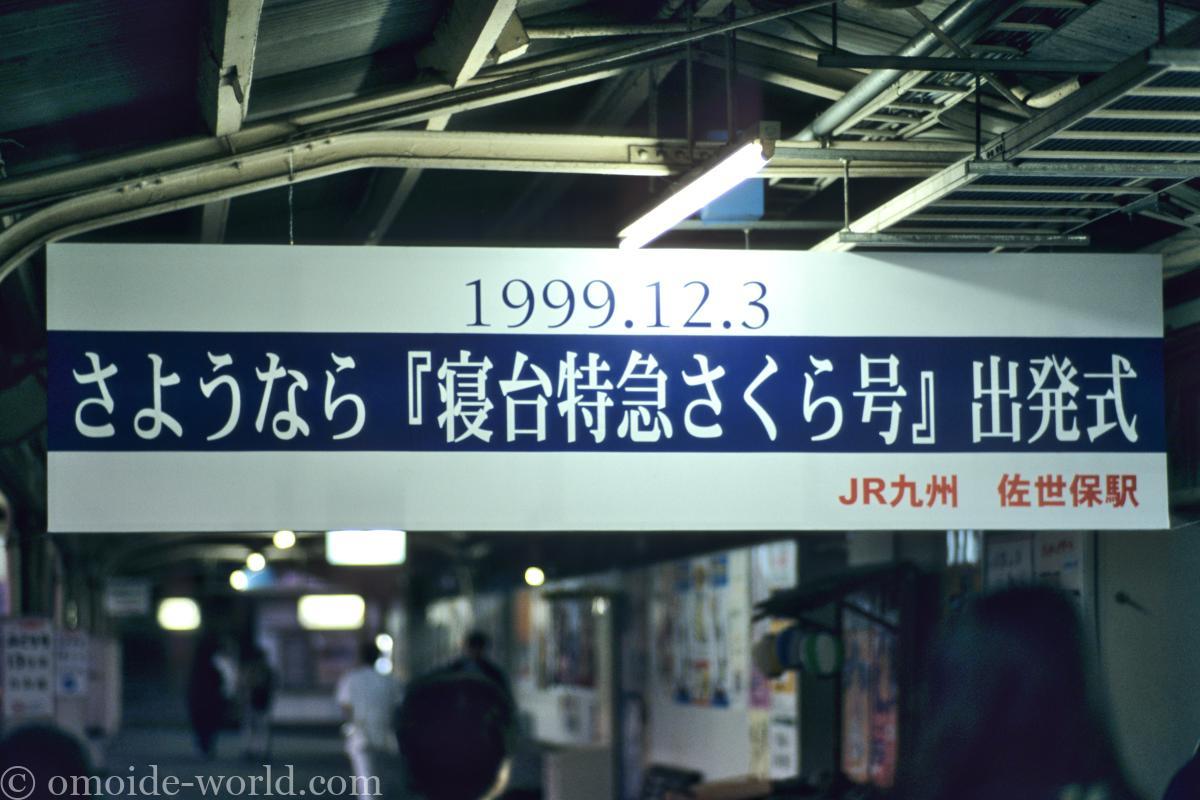 1999.12.3
さようなら『寝台特急さくら号』出発式
JR九州 佐世保駅
© omoide-world.com